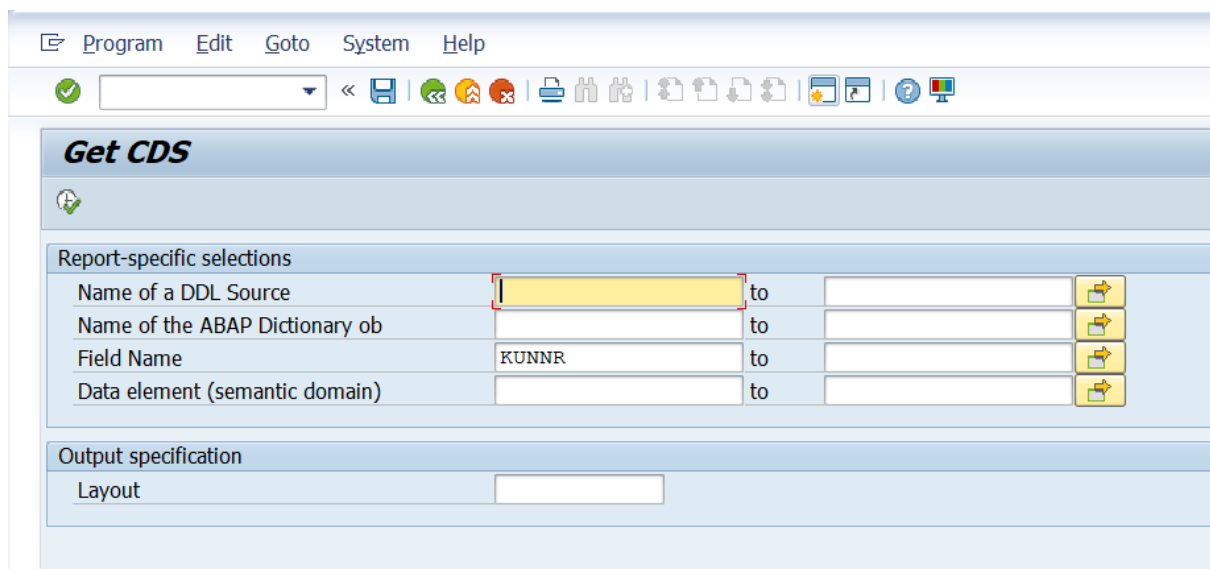 Program Edit Goto System Help
Get CDS
Report-specific selections
Name of a DDL Source to
Name of the ABAP Dictionary ob to
Field Name KUNNR to
Data element (semantic domain) to
Output specification
Layout